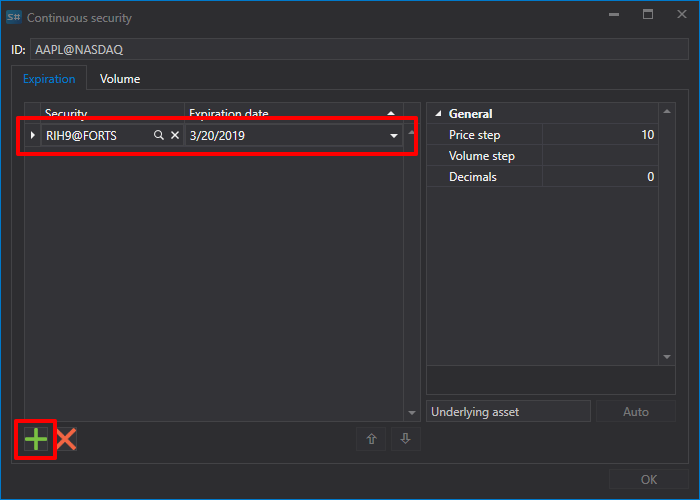 S# Continuous security
ID: AAPL@NASDAQ
Expiration Volume
Security Expiration date
RIH9@FORTS 3/20/2019
General
Price step 10
Volume step
Decimals 0
Underlying asset Auto
OK